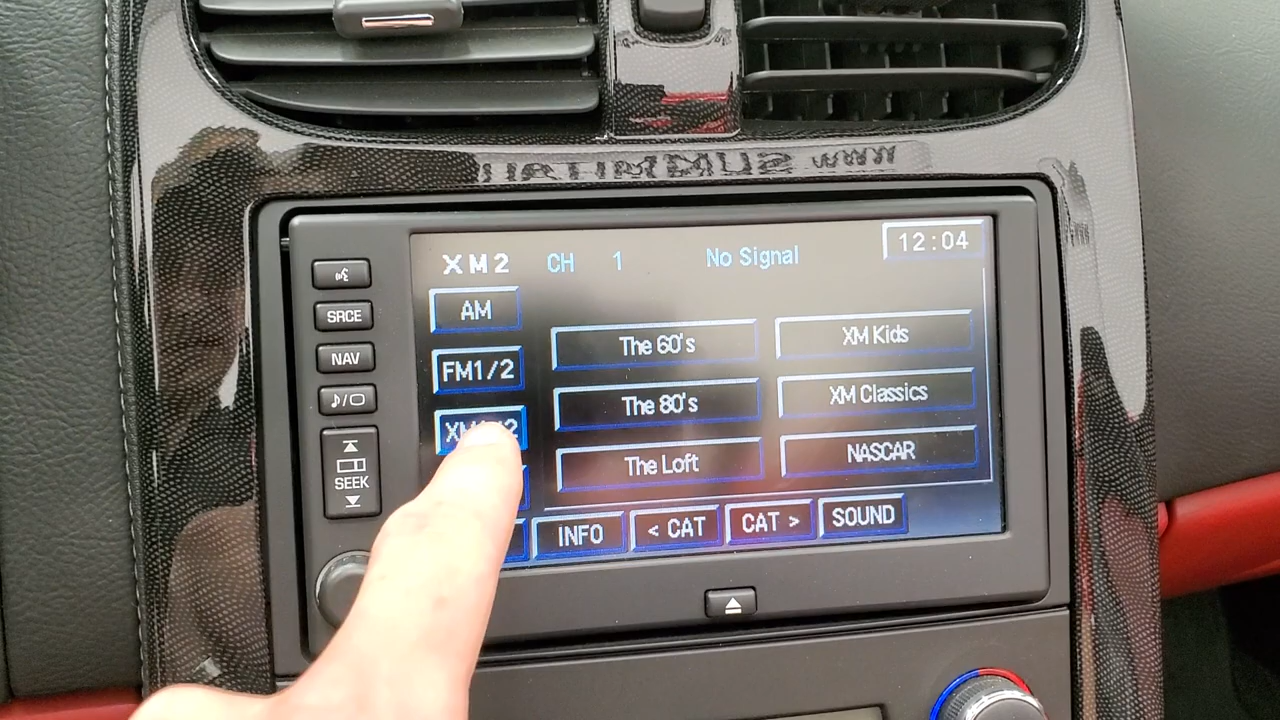 XM2 CH 1 No Signal 12:04
AM
FM1/2
The 60's
The 80's
The Loft
XM Kids
XM Classics
NASCAR
INFO
< CAT
CAT >
SOUND
SRCE
NAV
SEEK